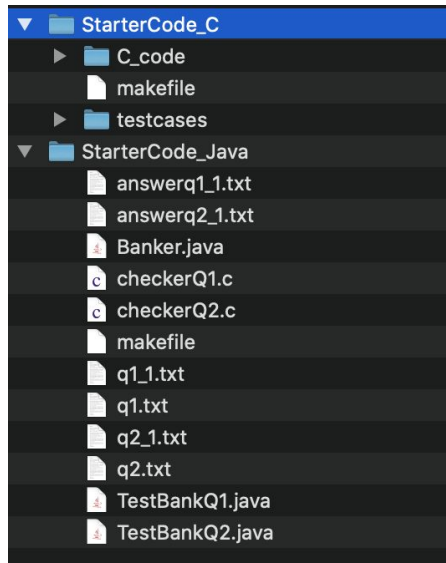 StarterCode_C
C_code
makefile
testcases
StarterCode_Java
answerq1_1.txt
answerq2_1.txt
Banker.java
c checkerQ1.c
c checkerQ2.c
makefile
q1_1.txt
q1.txt
q2_1.txt
q2.txt
TestBankQ1.java
TestBankQ2.java